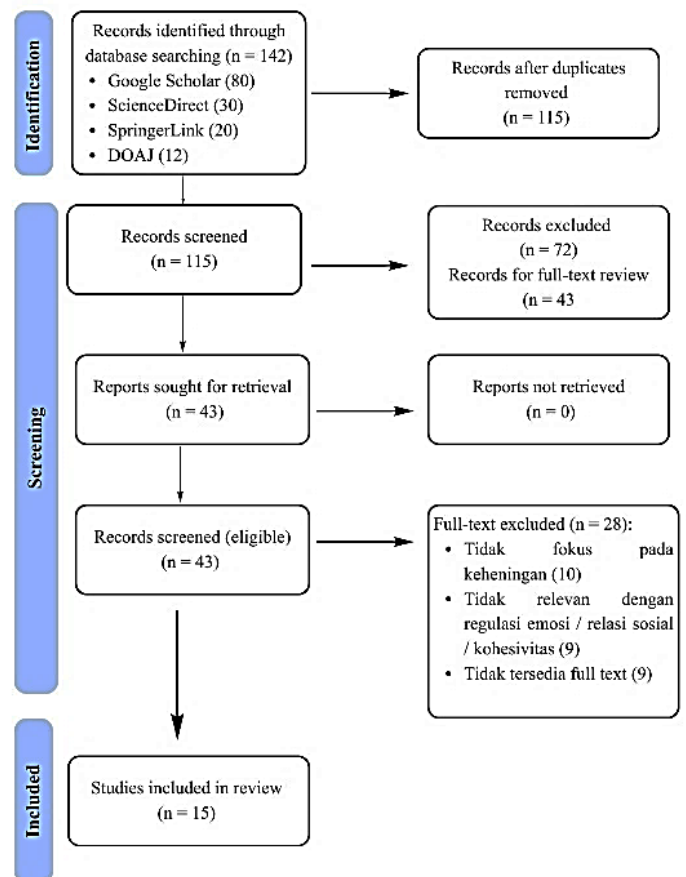 Identification
Records identified through
database searching (n = 142)
• Google Scholar (80)
• ScienceDirect (30)
• SpringerLink (20)
• DOAJ (12)
Records after duplicates
removed
(n = 115)
Screening
Records screened
(n = 115)
Records excluded
(n = 72)
Records for full-text review
(n = 43
Reports sought for retrieval
(n = 43)
Reports not retrieved
(n = 0)
Records screened (eligible)
(n = 43)
Full-text excluded (n = 28):
• Tidak fokus pada
keheningan (10)
• Tidak relevan dengan
regulasi emosi / relasi sosial
/ kohesivitas (9)
• Tidak tersedia full text (9)
Included
Studies included in review
(n = 15)